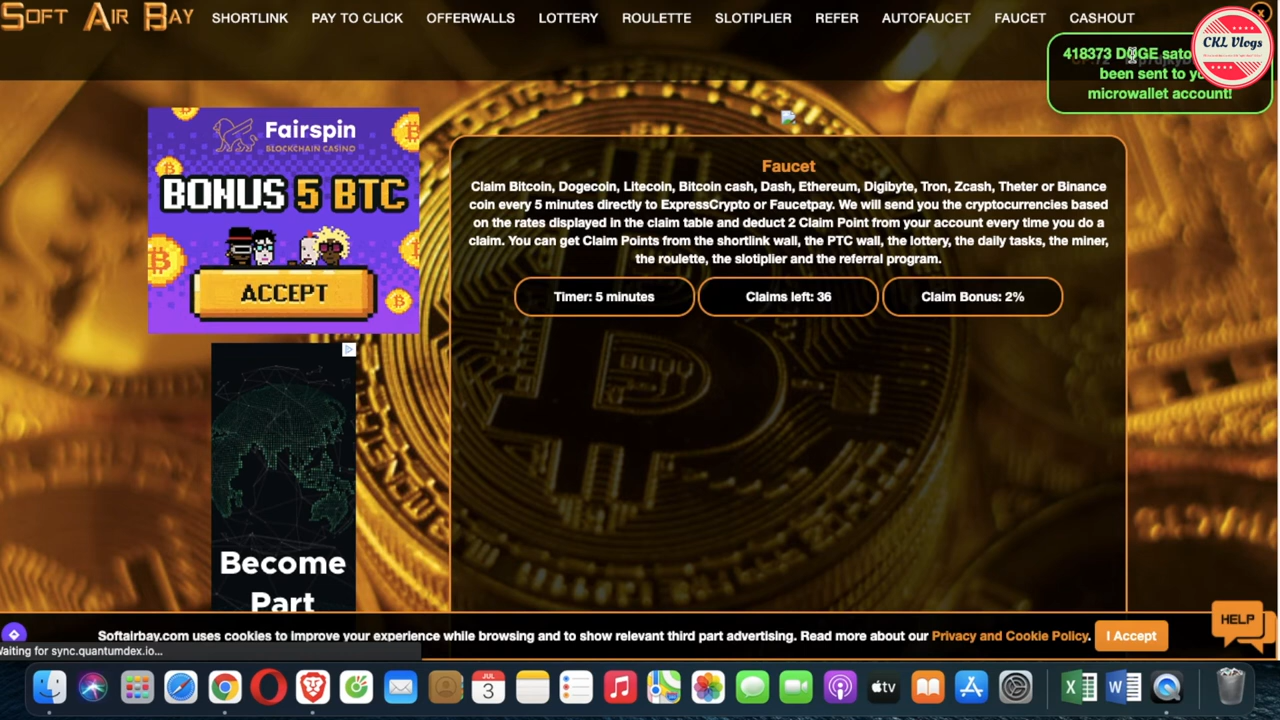 SOFT AIR BAY
SHORTLINK PAY TO CLICK OFFERWALLS LOTTERY ROULETTE SLOTIPLIER REFER AUTOFAUCET FAUCET CASHOUT
x
CKL Vlogs
418373 DOGE
been sent to
microwallet account!
Fairspin
BLOCKCHAIN CASINO
BONUS 5 BTC
ACCEPT
Faucet
Claim Bitcoin, Dogecoin, Litecoin, Bitcoin cash, Dash, Ethereum, Digibyte, Tron, Zcash, Theter or Binance
coin every 5 minutes directly to ExpressCrypto or Faucetpay. We will send you the cryptocurrencies based
on the rates displayed in the claim table and deduct 2 Claim Point from your account every time you do a
claim. You can get Claim Points from the shortlink wall, the PTC wall, the lottery, the daily tasks, the miner,
the roulette, the slotiplier and the referral program.
Timer: 5 minutes
Claims left: 36
Claim Bonus: 2%
Become
Part
HELP
Softairbay.com uses cookies to improve your experience while browsing and to show relevant third part advertising. Read more about our Privacy and Cookie Policy.
I Accept
Waiting for sync.quantumdex.io...
JUL
3
tv
X
W